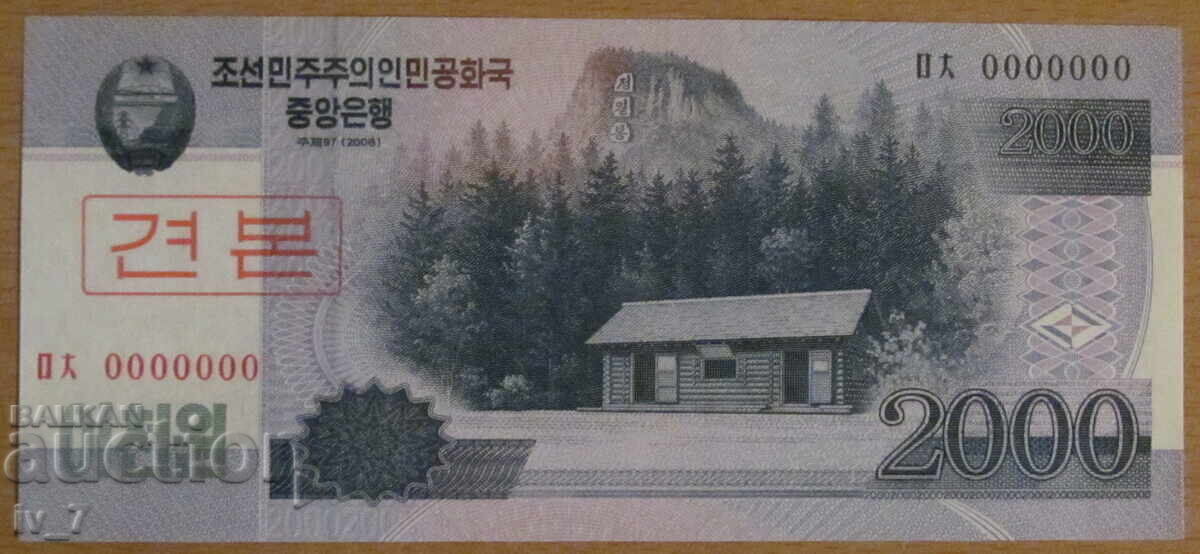 조선민주주의인민공화국
중앙은행
주체97 (2008)
정일봉
ㅁㅊ 0000000
2000
견본
ㅁㅊ 0000000
BALKAN
auction
2000
iv_7